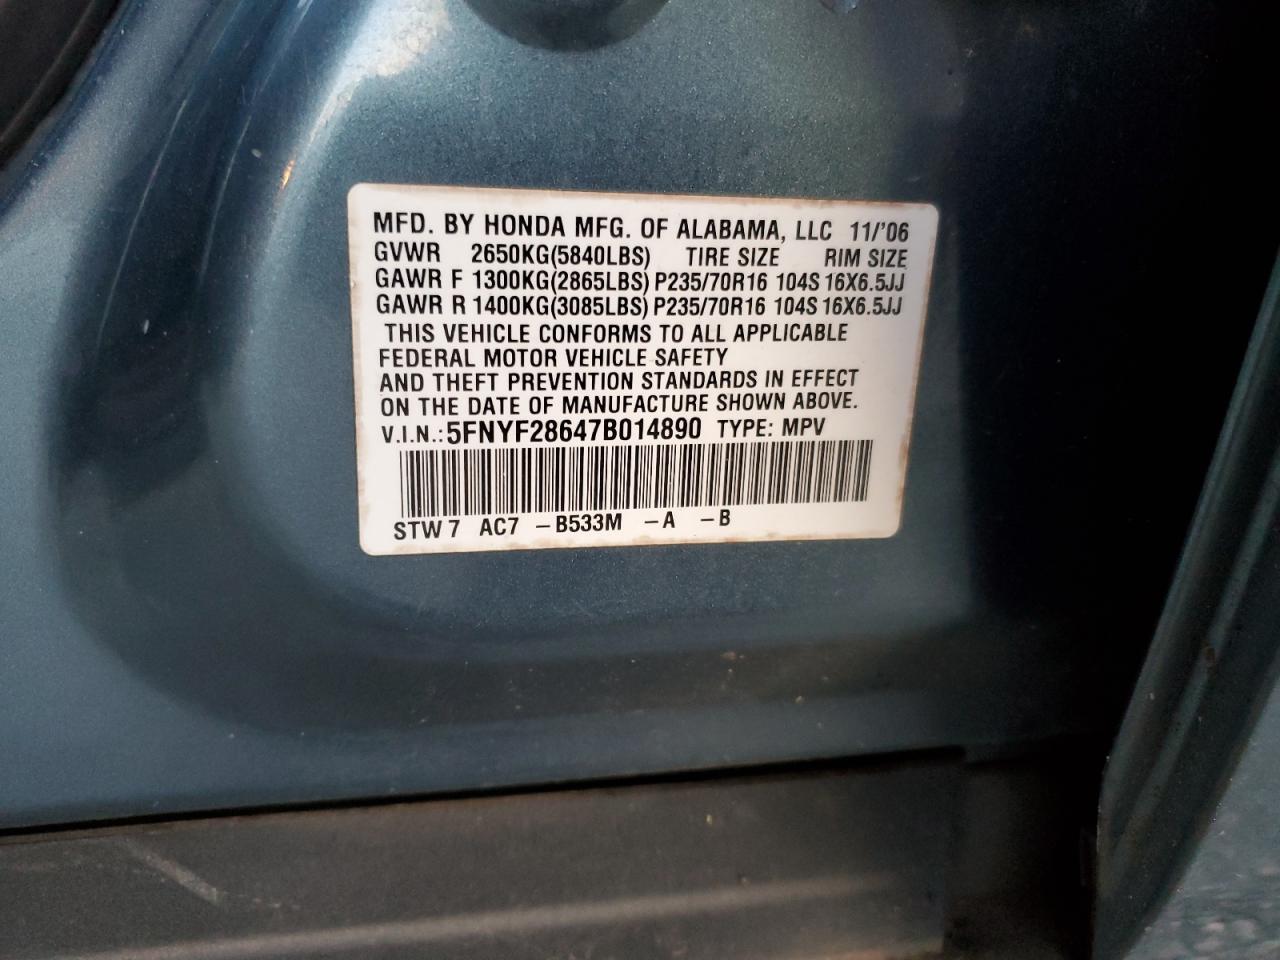 MFD. BY HONDA MFG. OF ALABAMA, LLC 11/'06
GVWR 2650KG(5840LBS) TIRE SIZE RIM SIZE
GAWR F 1300KG(2865LBS) P235/70R16 104S 16X6.5JJ
GAWR R 1400KG(3085LBS) P235/70R16 104S 16X6.5JJ
THIS VEHICLE CONFORMS TO ALL APPLICABLE
FEDERAL MOTOR VEHICLE SAFETY
AND THEFT PREVENTION STANDARDS IN EFFECT
ON THE DATE OF MANUFACTURE SHOWN ABOVE.
V.I.N.: 5FNYF28647B014890 TYPE: MPV
STW 7 AC7 -B533M -A -B